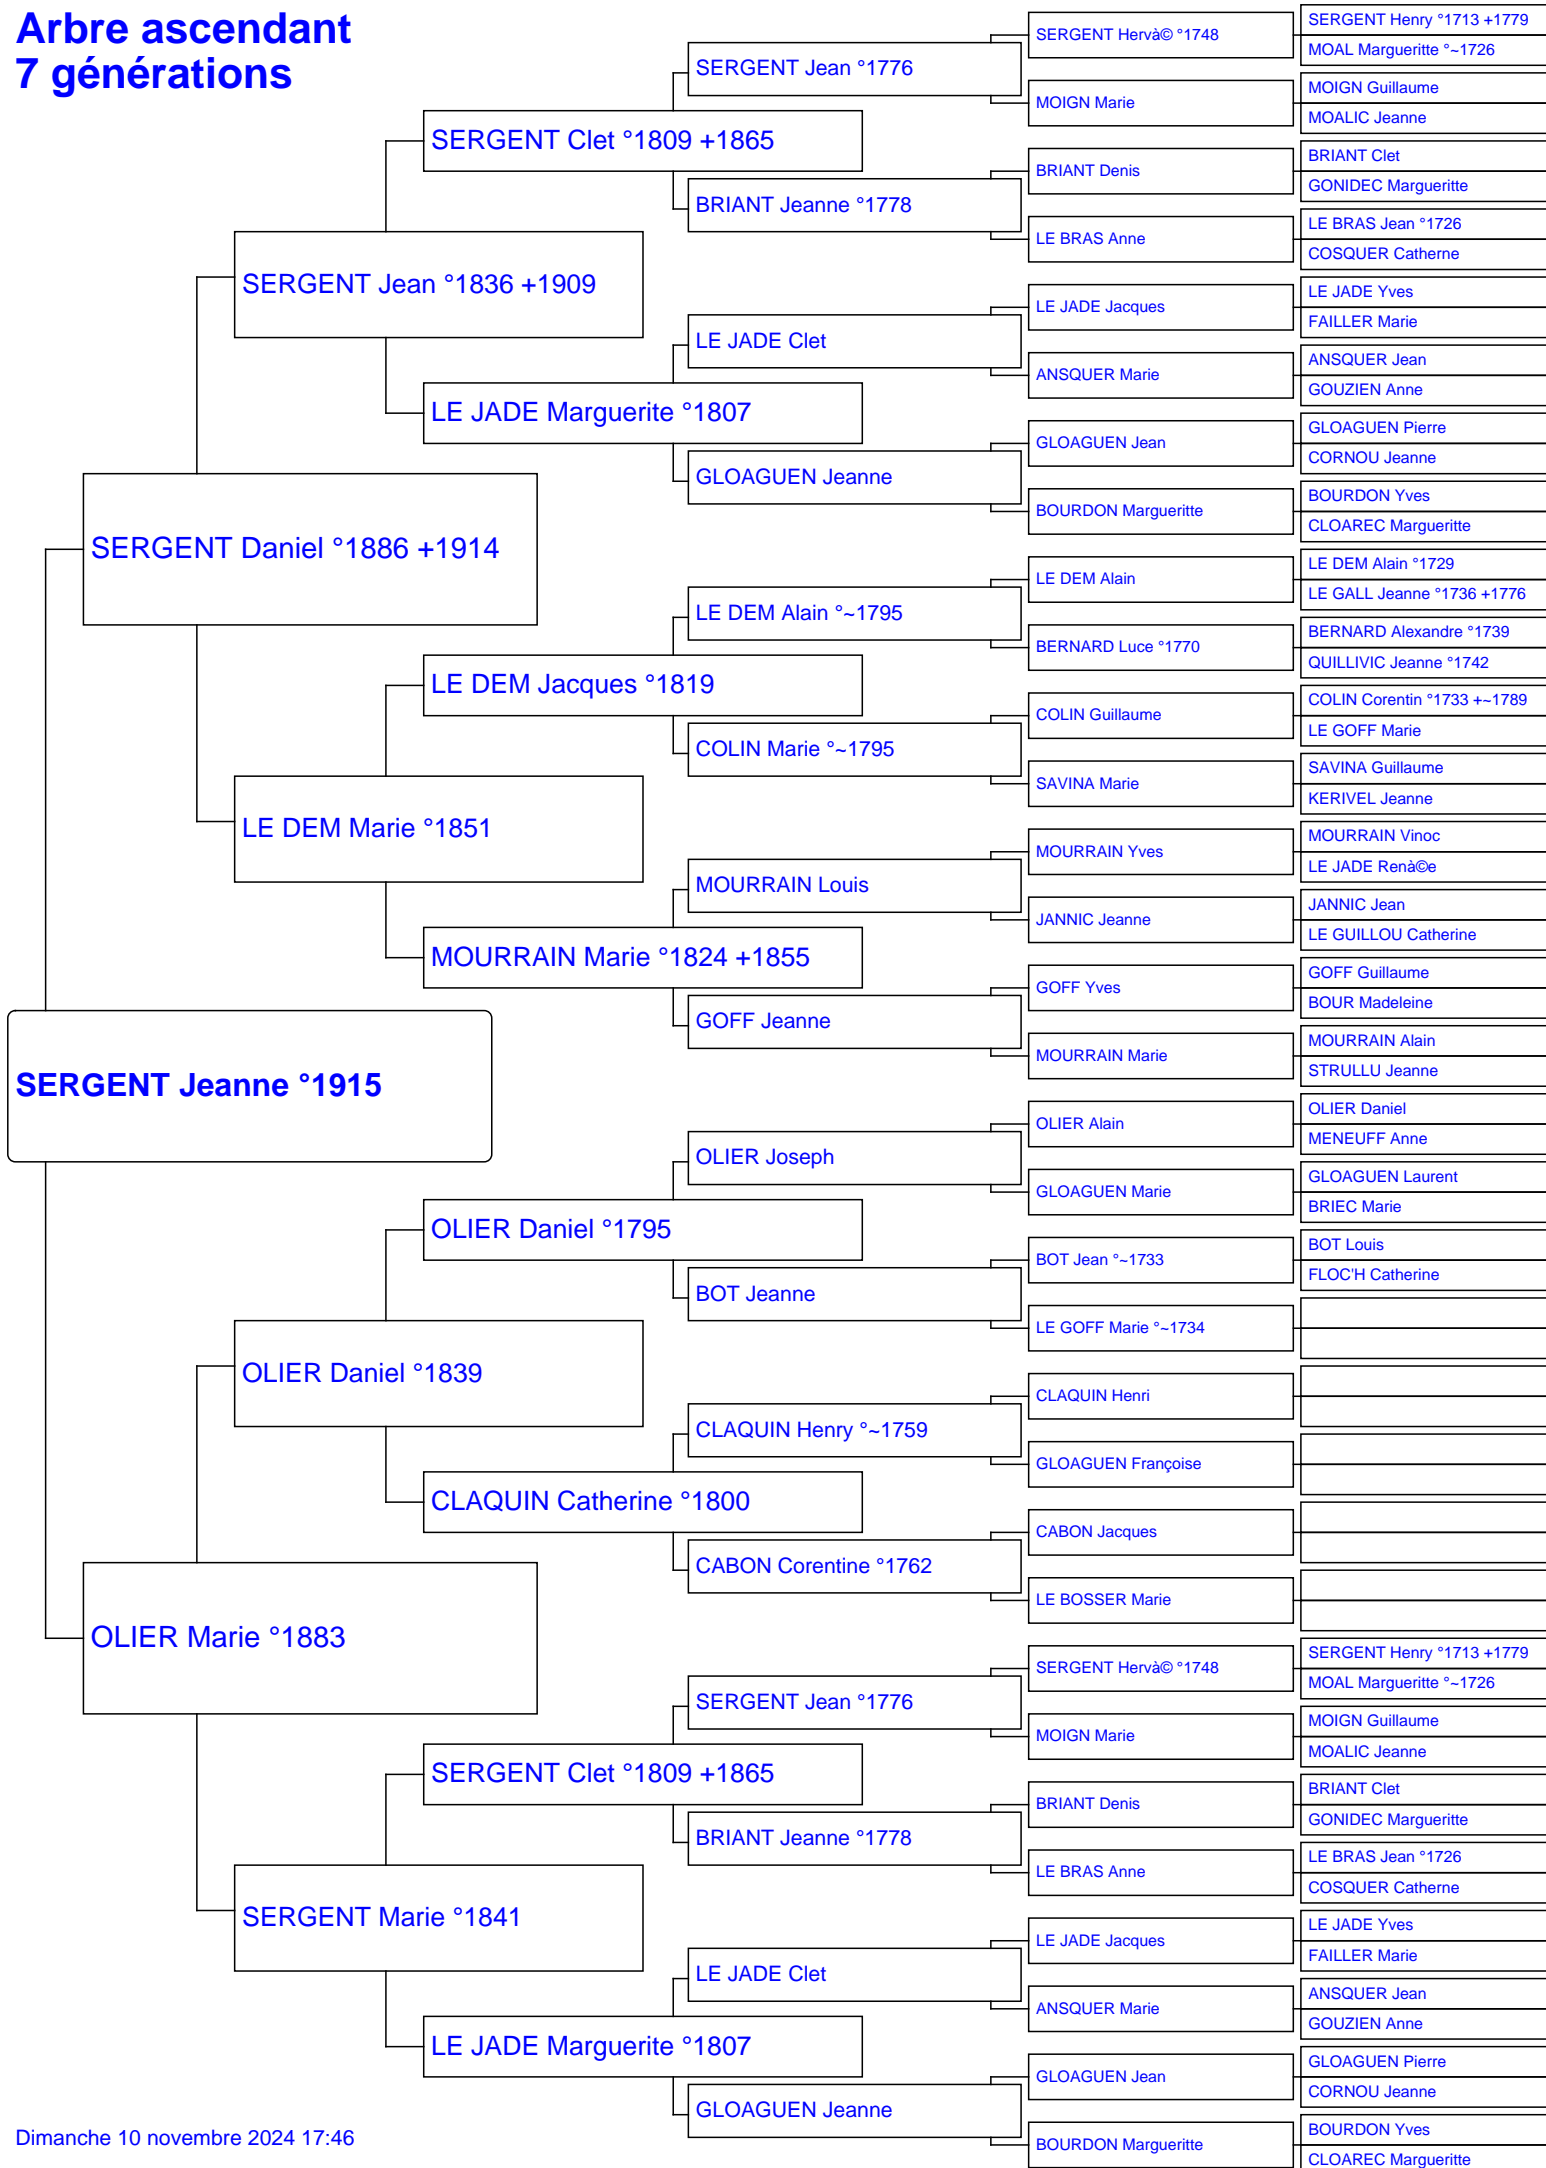 Arbre ascendant
7 générations
SERGENT Jeanne °1915
SERGENT Daniel °1886 +1914
OLIER Marie °1883
SERGENT Jean °1836 +1909
LE DEM Marie °1851
OLIER Daniel °1839
SERGENT Marie °1841
SERGENT Clet °1809 +1865
LE JADE Marguerite °1807
LE DEM Jacques °1819
MOURRAIN Marie °1824 +1855
OLIER Daniel °1795
CLAQUIN Catherine °1800
SERGENT Clet °1809 +1865
LE JADE Marguerite °1807
SERGENT Jean °1776
BRIANT Jeanne °1778
LE JADE Clet
GLOAGUEN Jeanne
LE DEM Alain °~1795
COLIN Marie °~1795
MOURRAIN Louis
GOFF Jeanne
OLIER Joseph
BOT Jeanne
CLAQUIN Henry °~1759
CABON Corentine °1762
SERGENT Jean °1776
BRIANT Jeanne °1778
LE JADE Clet
GLOAGUEN Jeanne
SERGENT Hervà© °1748
MOIGN Marie
BRIANT Denis
LE BRAS Anne
LE JADE Jacques
ANSQUER Marie
GLOAGUEN Jean
BOURDON Margueritte
LE DEM Alain
BERNARD Luce °1770
COLIN Guillaume
SAVINA Marie
MOURRAIN Yves
JANNIC Jeanne
GOFF Yves
MOURRAIN Marie
OLIER Alain
GLOAGUEN Marie
BOT Jean °~1733
LE GOFF Marie °~1734
CLAQUIN Henri
GLOAGUEN Françoise
CABON Jacques
LE BOSSER Marie
SERGENT Hervà© °1748
MOIGN Marie
BRIANT Denis
LE BRAS Anne
LE JADE Jacques
ANSQUER Marie
GLOAGUEN Jean
BOURDON Margueritte
SERGENT Henry °1713 +1779
MOAL Margueritte °~1726
MOIGN Guillaume
MOALIC Jeanne
BRIANT Clet
GONIDEC Margueritte
LE BRAS Jean °1726
COSQUER Catherne
LE JADE Yves
FAILLER Marie
ANSQUER Jean
GOUZIEN Anne
GLOAGUEN Pierre
CORNOU Jeanne
BOURDON Yves
CLOAREC Margueritte
LE DEM Alain °1729
LE GALL Jeanne °1736 +1776
BERNARD Alexandre °1739
QUILLIVIC Jeanne °1742
COLIN Corentin °1733 +~1789
LE GOFF Marie
SAVINA Guillaume
KERIVEL Jeanne
MOURRAIN Vinoc
LE JADE Renà©e
JANNIC Jean
LE GUILLOU Catherine
GOFF Guillaume
BOUR Madeleine
MOURRAIN Alain
STRULLU Jeanne
OLIER Daniel
MENEUFF Anne
GLOAGUEN Laurent
BRIEC Marie
BOT Louis
FLOC'H Catherine
SERGENT Henry °1713 +1779
MOAL Margueritte °~1726
MOIGN Guillaume
MOALIC Jeanne
BRIANT Clet
GONIDEC Margueritte
LE BRAS Jean °1726
COSQUER Catherne
LE JADE Yves
FAILLER Marie
ANSQUER Jean
GOUZIEN Anne
GLOAGUEN Pierre
CORNOU Jeanne
BOURDON Yves
CLOAREC Margueritte
Dimanche 10 novembre 2024 17:46